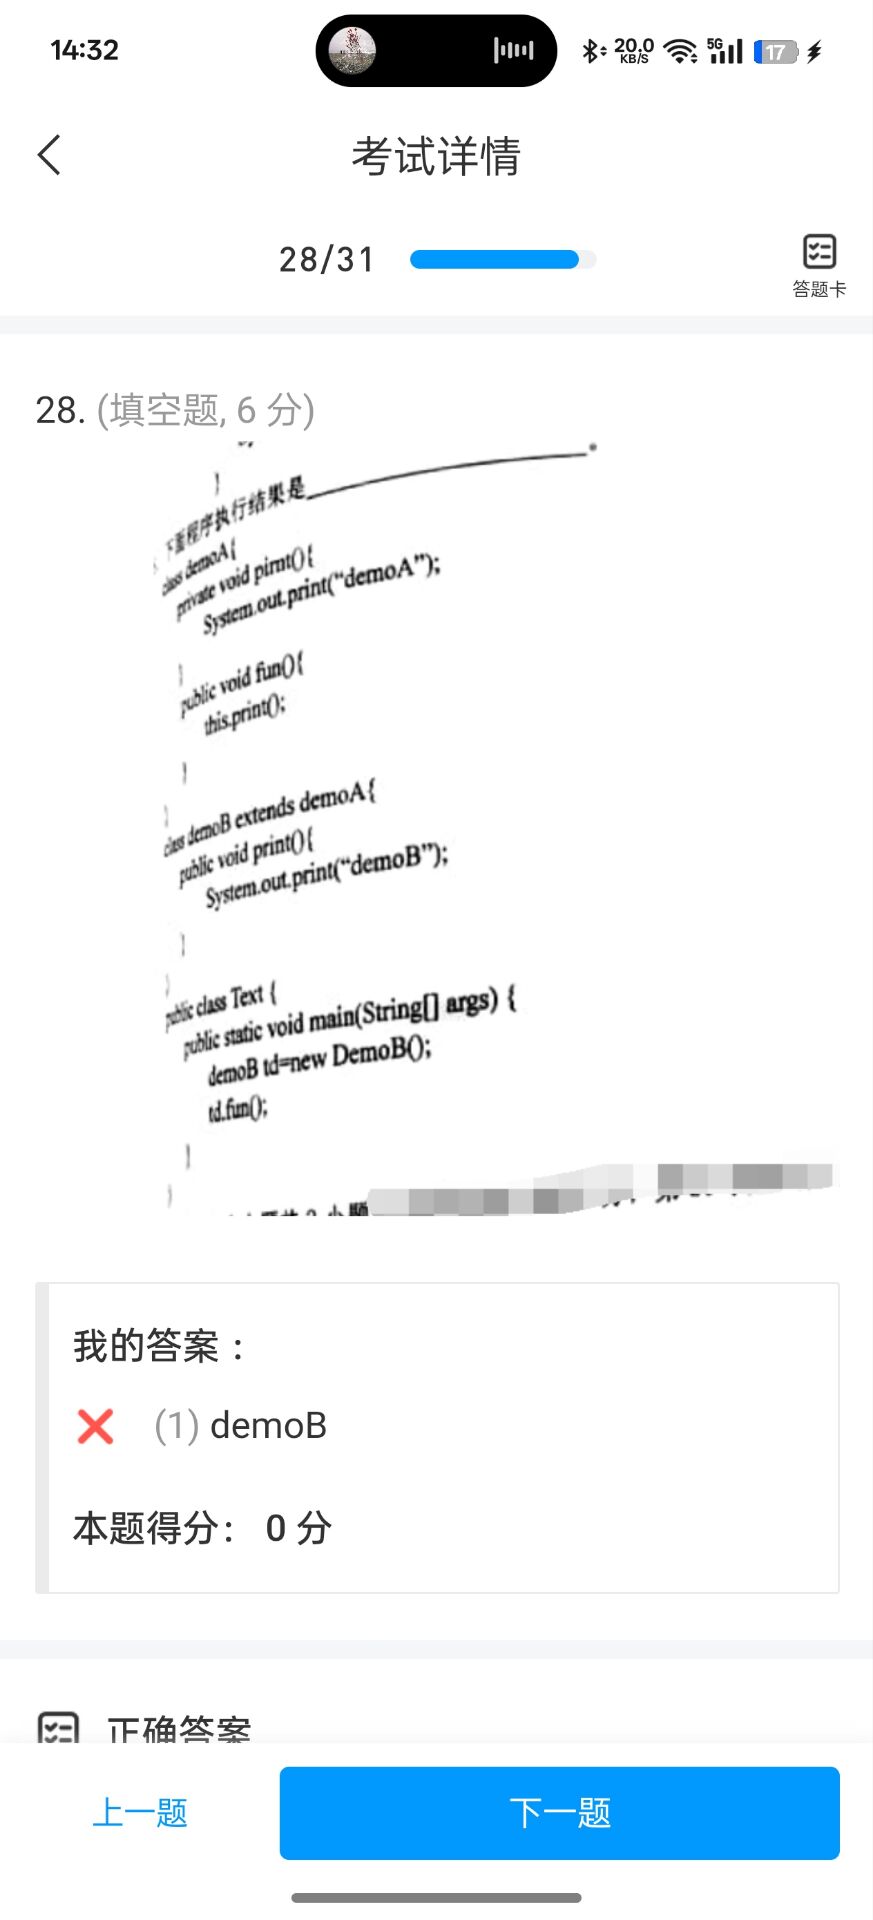 14:32
20.0
KB/S
5G
17
考试详情
28/31
答题卡
28. (填空题, 6 分)
}
下面程序执行结果是
class demoA{
private void pirnt(){
System.out.print(“demoA”);
}
public void fun(){
this.print();
}
}
class demoB extends demoA{
public void print(){
System.out.print(“demoB”);
}
}
public class Text {
public static void main(String[] args) {
demoB td=new DemoB();
td.fun();
}
}
我的答案：
(1) demoB
本题得分： 0 分
正确答案
上一题
下一题